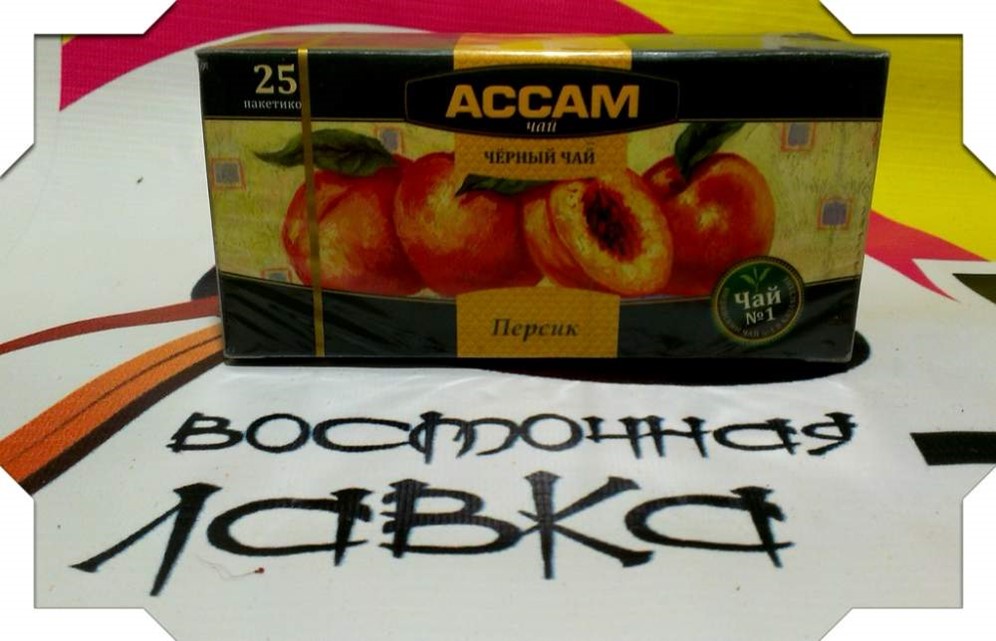 25
пакетико
АССАМ
чай
ЧЁРНЫЙ ЧАЙ
Чай
№1
Персик
восточная
лавка